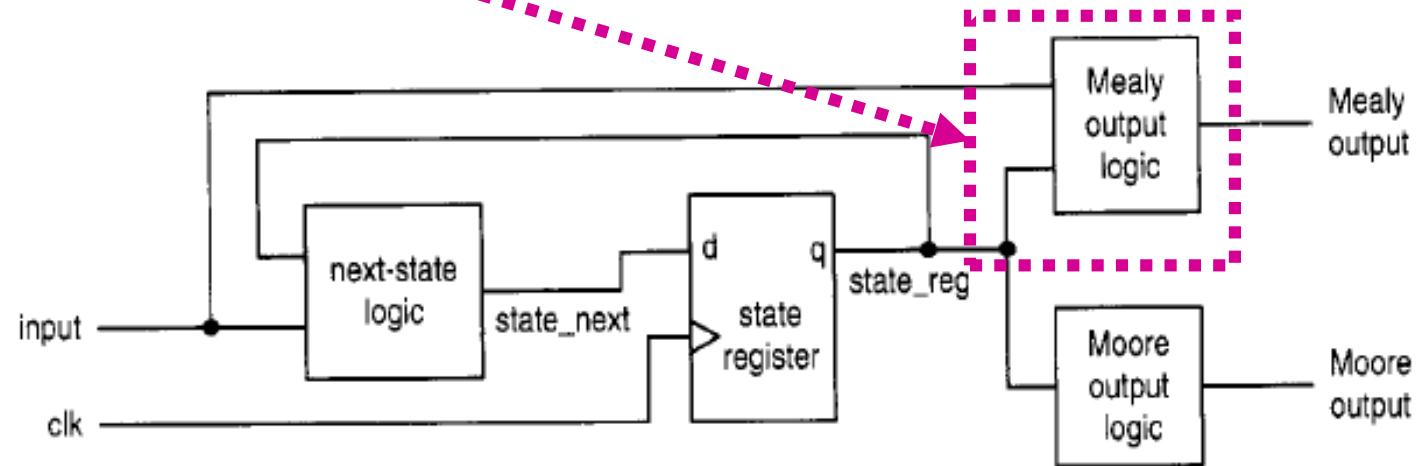 Mealy
output
logic
Mealy
output
next-state
logic
state_next
d
q
state
register
state_reg
input
clk
Moore
output
logic
Moore
output